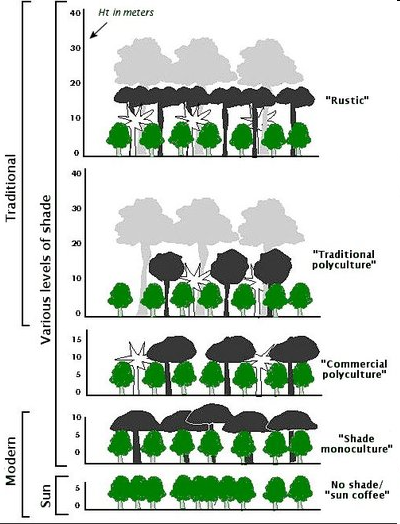 Ht in meters
40
30
20
10
0
"Rustic"
40
30
20
10
0
"Traditional
polyculture"
15
10
5
0
"Commercial
polyculture"
10
5
0
"Shade
monoculture"
5
0
No shade/
"sun coffee"
Traditional
Various levels of shade
Modern
Sun